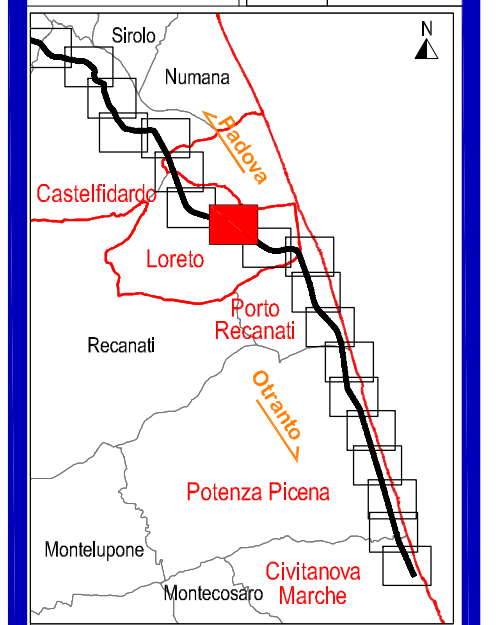 Sirolo
N
Numana
Padova
Castelfidardo
Loreto
Porto
Recanati
Recanati
Otranto
Potenza Picena
Montelupone
Civitanova
Marche
Montecosaro